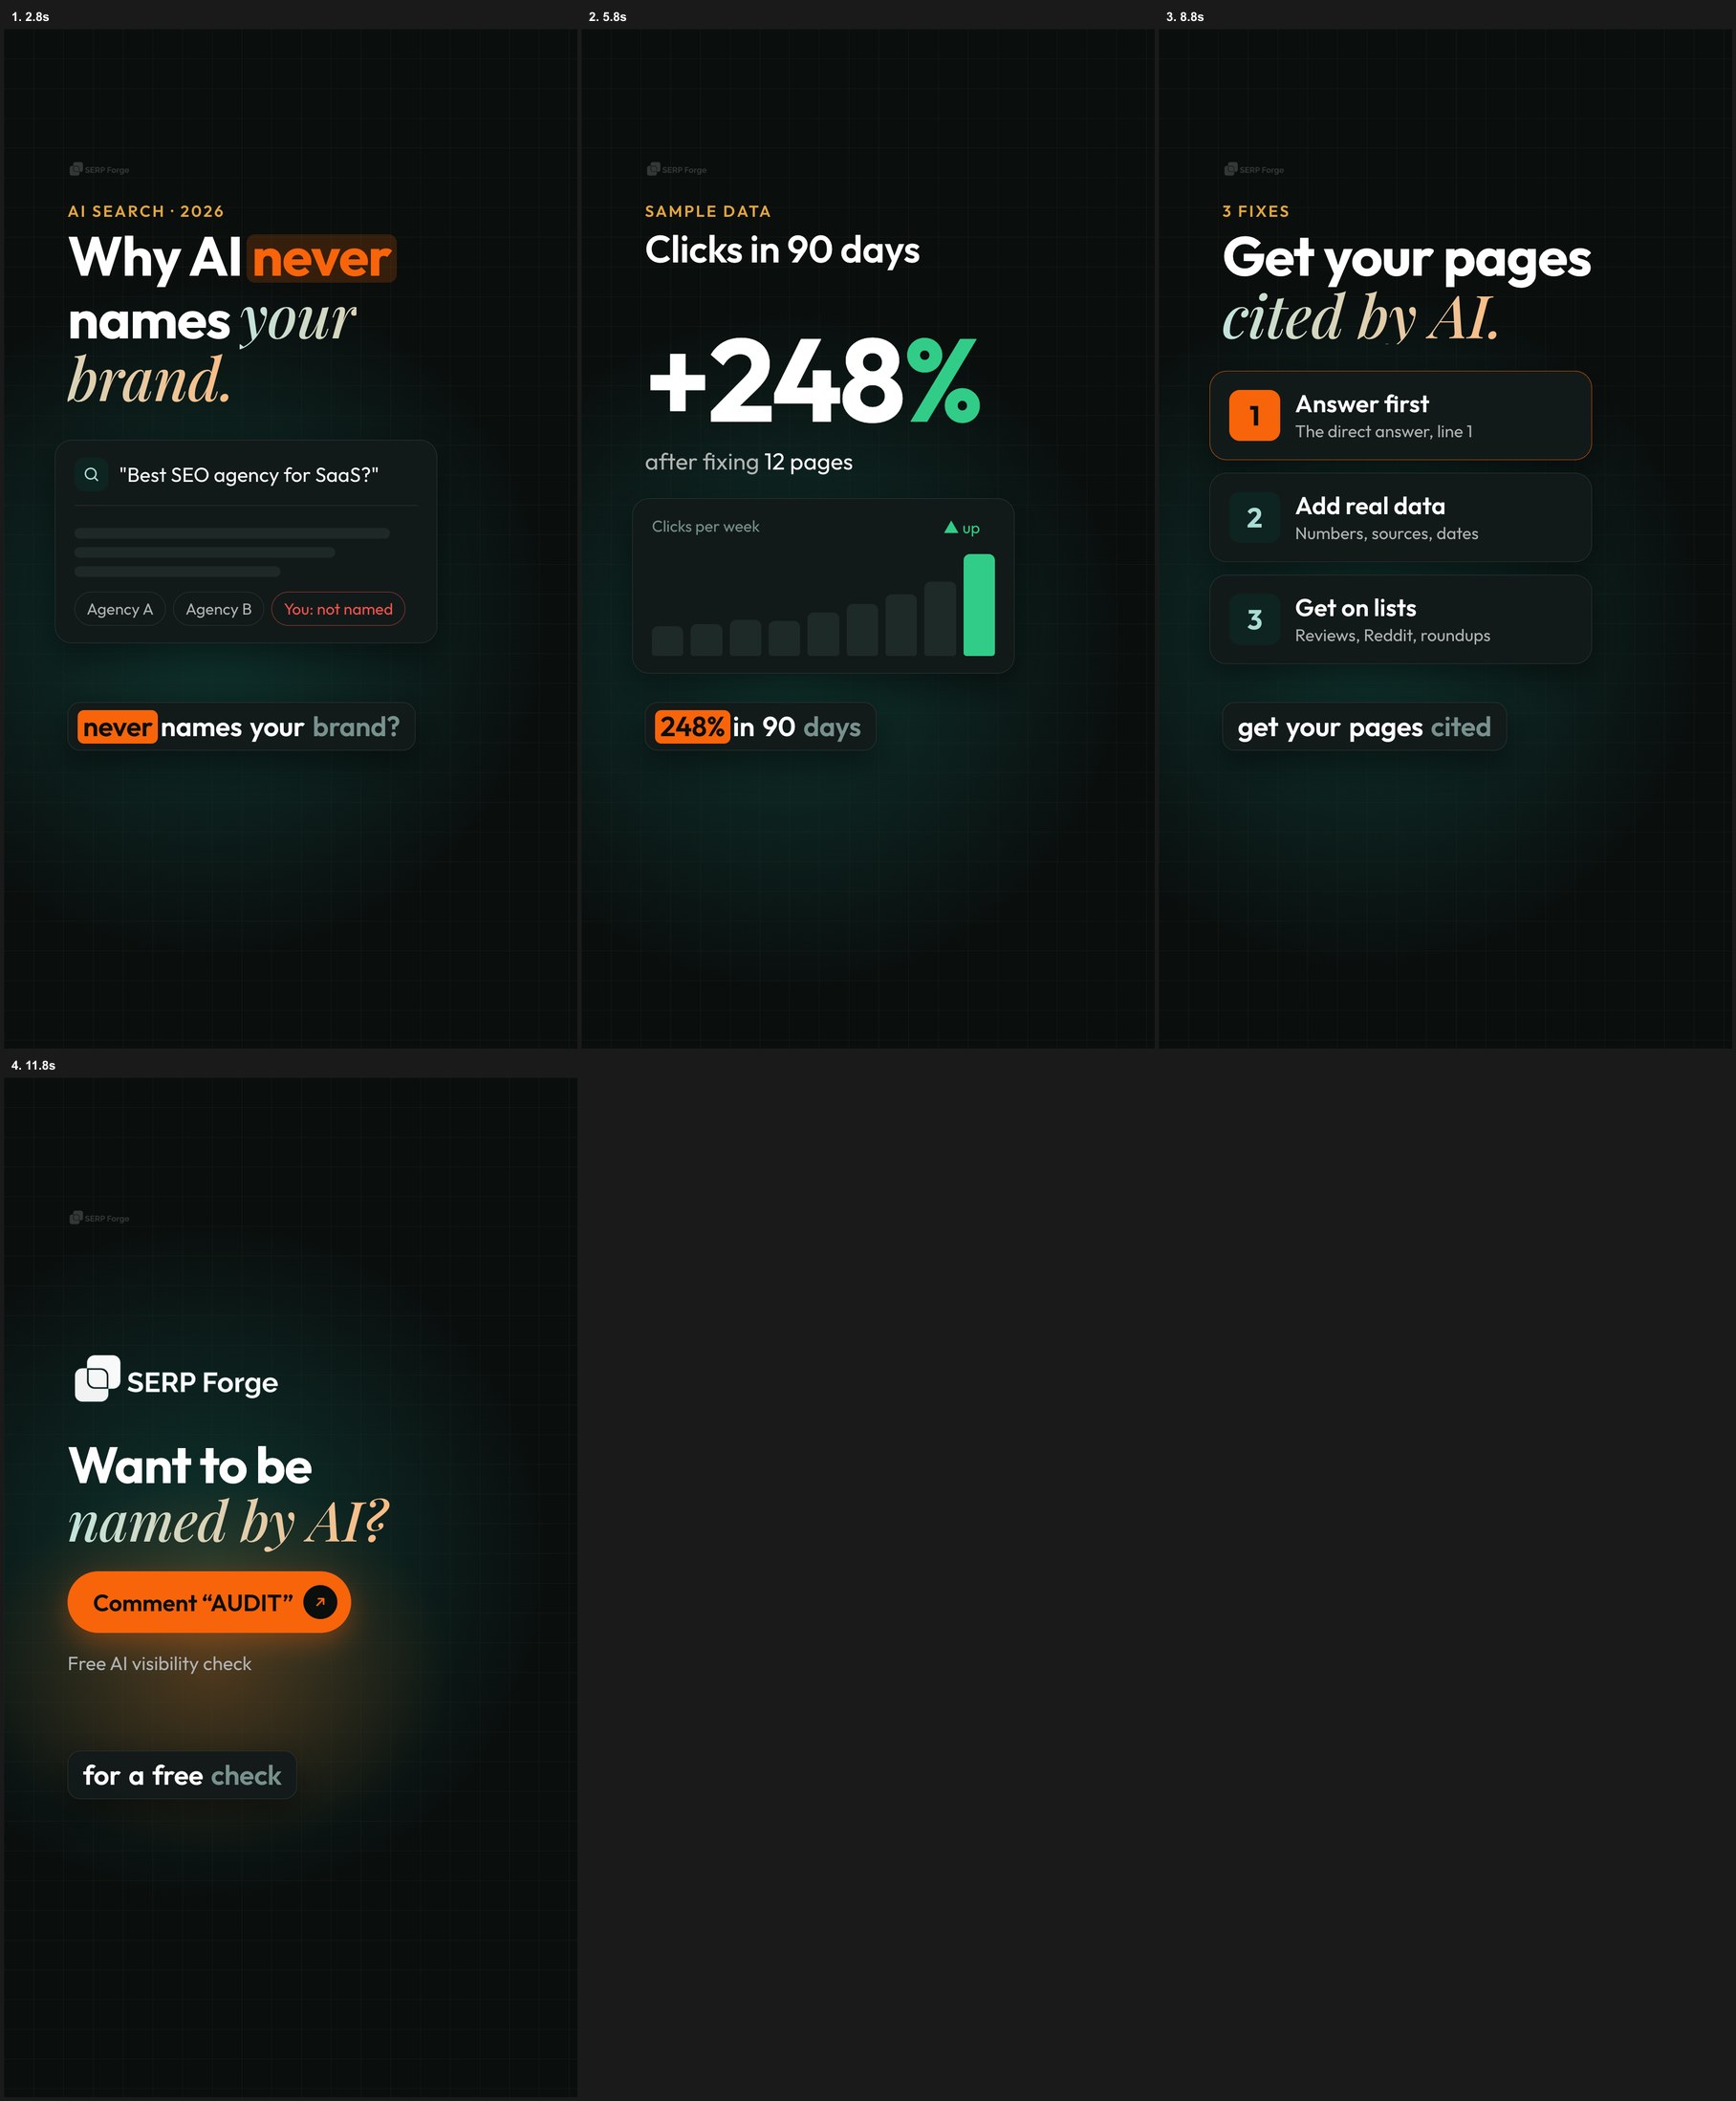 1. 2.8s
SERP Forge
AI SEARCH · 2026
Why AI never
names your
brand.
"Best SEO agency for SaaS?"
Agency A
Agency B
You: not named
never names your brand?
2. 5.8s
SERP Forge
SAMPLE DATA
Clicks in 90 days
+248%
after fixing 12 pages
Clicks per week
▲ up
248% in 90 days
3. 8.8s
SERP Forge
3 FIXES
Get your pages
cited by AI.
1
Answer first
The direct answer, line 1
2
Add real data
Numbers, sources, dates
3
Get on lists
Reviews, Reddit, roundups
get your pages cited
4. 11.8s
SERP Forge
SERP Forge
Want to be
named by AI?
Comment “AUDIT”
Free AI visibility check
for a free check